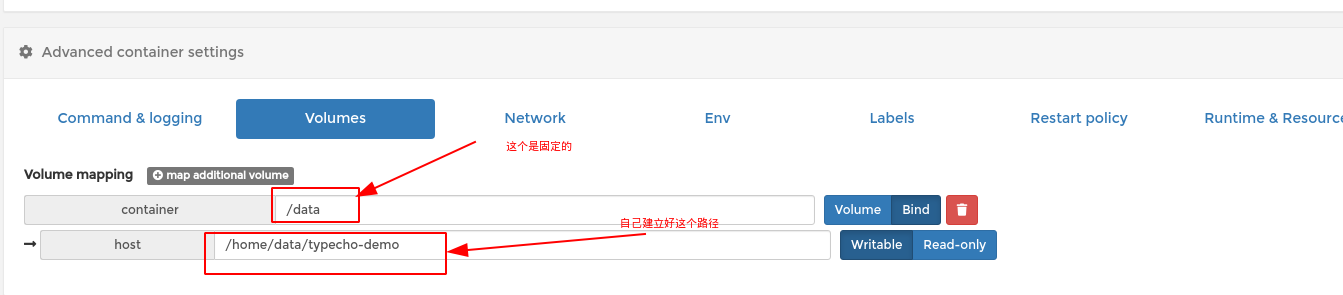 Advanced container settings
Command & logging
Volumes
Network
Env
Labels
Restart policy
Runtime & Resource
这个是固定的
Volume mapping
map additional volume
container
/data
Volume
Bind
自己建立好这个路径
host
/home/data/typecho-demo
Writable
Read-only